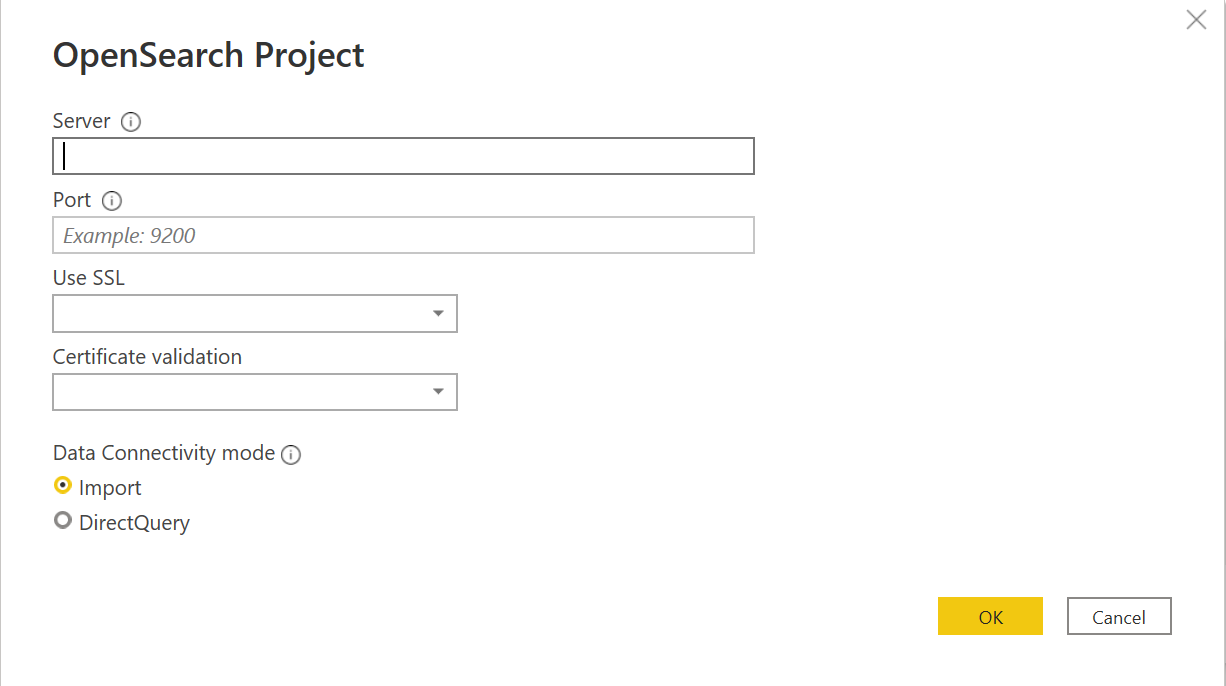 OpenSearch Project
Server
Port
Example: 9200
Use SSL
Certificate validation
Data Connectivity mode
Import
DirectQuery
OK
Cancel